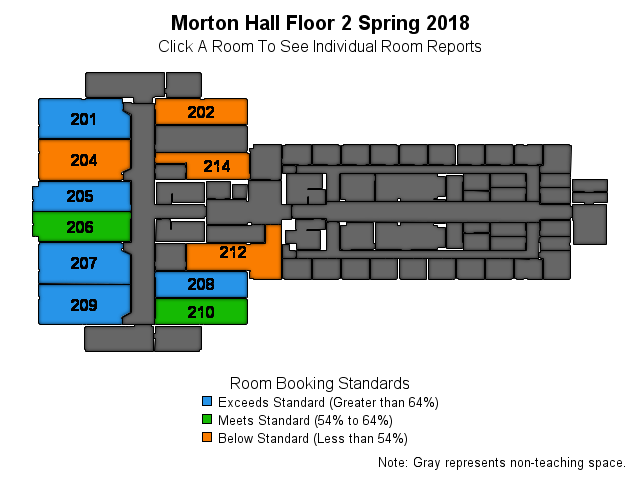 Morton Hall Floor 2 Spring 2018
Click A Room To See Individual Room Reports
201
202
204
214
205
206
207
212
208
209
210
Room Booking Standards
Exceeds Standard (Greater than 64%)
Meets Standard (54% to 64%)
Below Standard (Less than 54%)
Note: Gray represents non-teaching space.